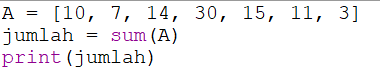 A = [10, 7, 14, 30, 15, 11, 3]
jumlah = sum(A)
print(jumlah)